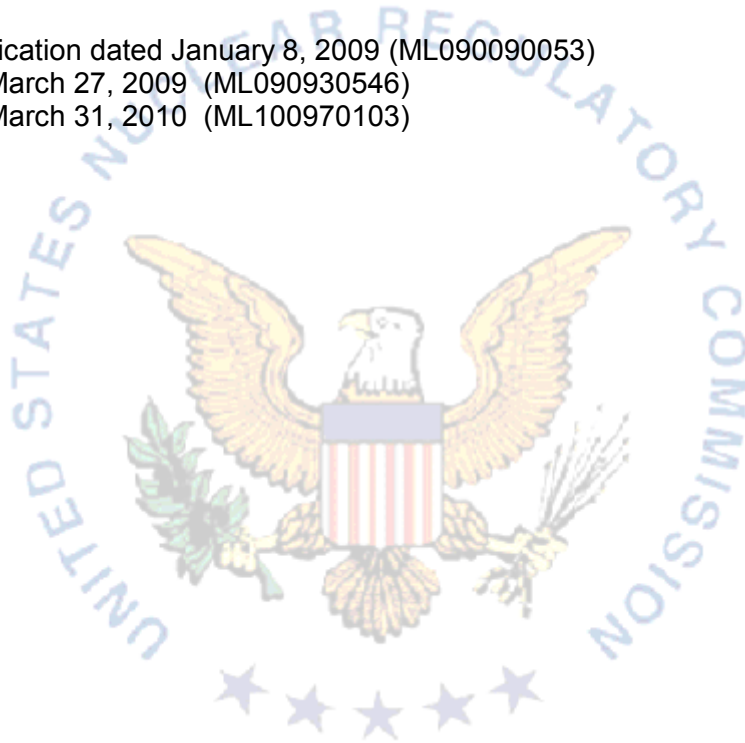 ication dated January 8, 2009 (ML090090053)
March 27, 2009 (ML090930546)
March 31, 2010 (ML100970103)
UNITED STATES NUCLEAR REGULATORY COMMISSION